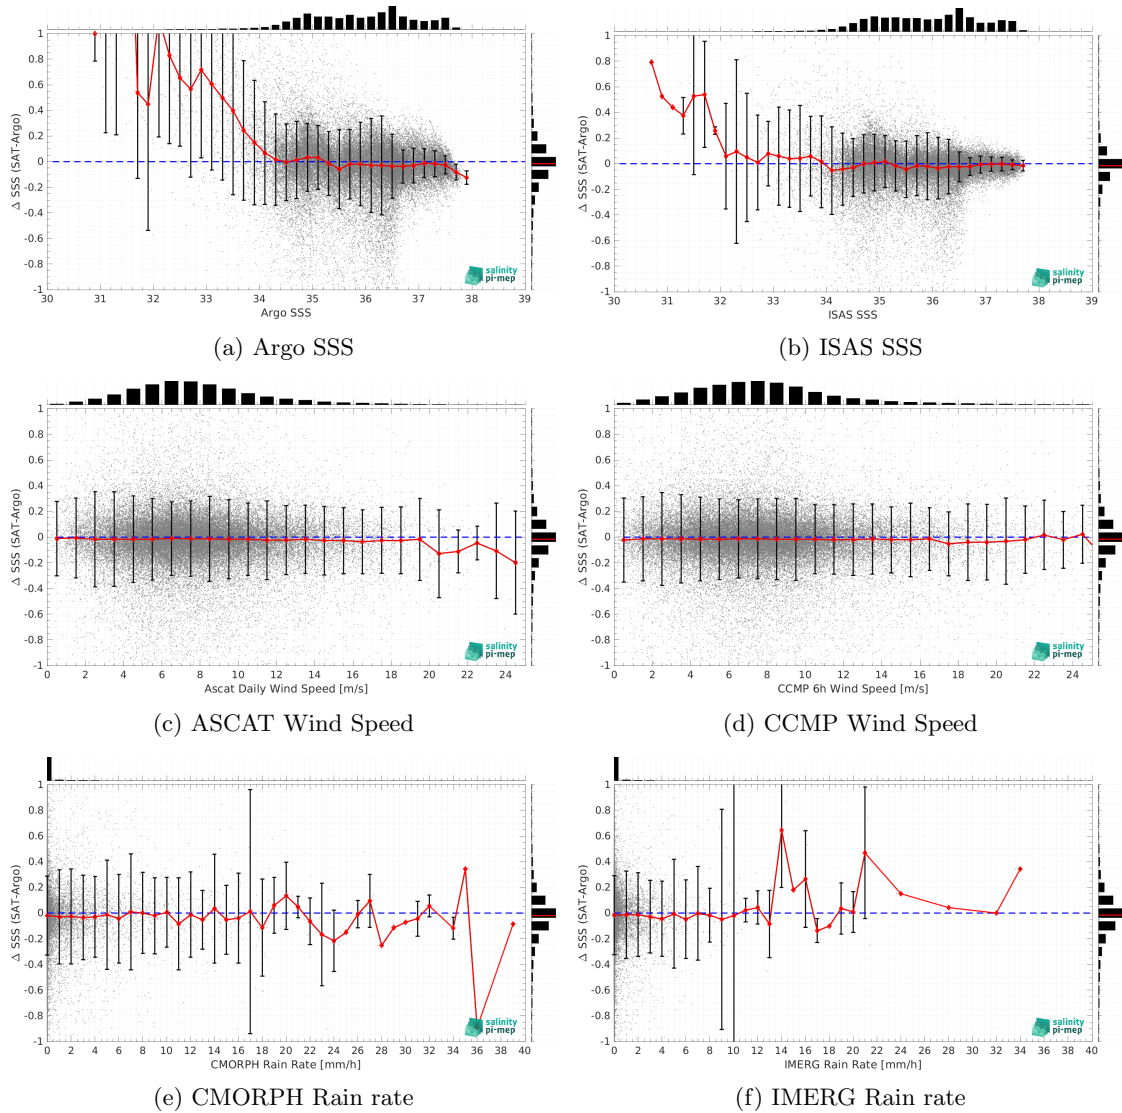 1
0.8
0.6
0.4
0.2
0
-0.2
-0.4
-0.6
-0.8
-1
Δ SSS (SAT-Argo)
30 31 32 33 34 35 36 37 38 39
Argo SSS
salinity
pi-mep
(a) Argo SSS
1
0.8
0.6
0.4
0.2
0
-0.2
-0.4
-0.6
-0.8
-1
Δ SSS (SAT-Argo)
30 31 32 33 34 35 36 37 38 39
ISAS SSS
salinity
pi-mep
(b) ISAS SSS
1
0.8
0.6
0.4
0.2
0
-0.2
-0.4
-0.6
-0.8
-1
Δ SSS (SAT-Argo)
0 2 4 6 8 10 12 14 16 18 20 22 24
Ascat Daily Wind Speed [m/s]
salinity
pi-mep
(c) ASCAT Wind Speed
1
0.8
0.6
0.4
0.2
0
-0.2
-0.4
-0.6
-0.8
-1
Δ SSS (SAT-Argo)
0 2 4 6 8 10 12 14 16 18 20 22 24
CCMP 6h Wind Speed [m/s]
salinity
pi-mep
(d) CCMP Wind Speed
1
0.8
0.6
0.4
0.2
0
-0.2
-0.4
-0.6
-0.8
-1
Δ SSS (SAT-Argo)
0 2 4 6 8 10 12 14 16 18 20 22 24 26 28 30 32 34 36 38 40
CMORPH Rain Rate [mm/h]
salinity
pi-mep
(e) CMORPH Rain rate
1
0.8
0.6
0.4
0.2
0
-0.2
-0.4
-0.6
-0.8
-1
Δ SSS (SAT-Argo)
0 2 4 6 8 10 12 14 16 18 20 22 24 26 28 30 32 34 36 38 40
IMERG Rain Rate [mm/h]
salinity
pi-mep
(f) IMERG Rain rate